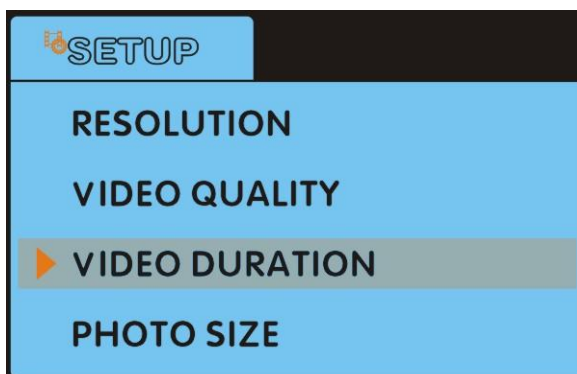 SETUP
RESOLUTION
VIDEO QUALITY
VIDEO DURATION
PHOTO SIZE